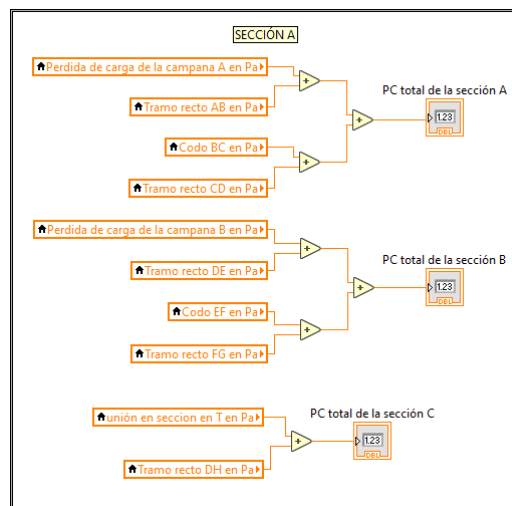 SECCIÓN A
Perdida de carga de la campana A en Pa
+
Tramo recto AB en Pa
PC total de la sección A
+
1.23
DBL
Codo BC en Pa
+
Tramo recto CD en Pa
Perdida de carga de la campana B en Pa
+
Tramo recto DE en Pa
PC total de la sección B
+
1.23
DBL
Codo EF en Pa
+
Tramo recto FG en Pa
unión en seccion en T en Pa
PC total de la sección C
+
1.23
DBL
Tramo recto DH en Pa